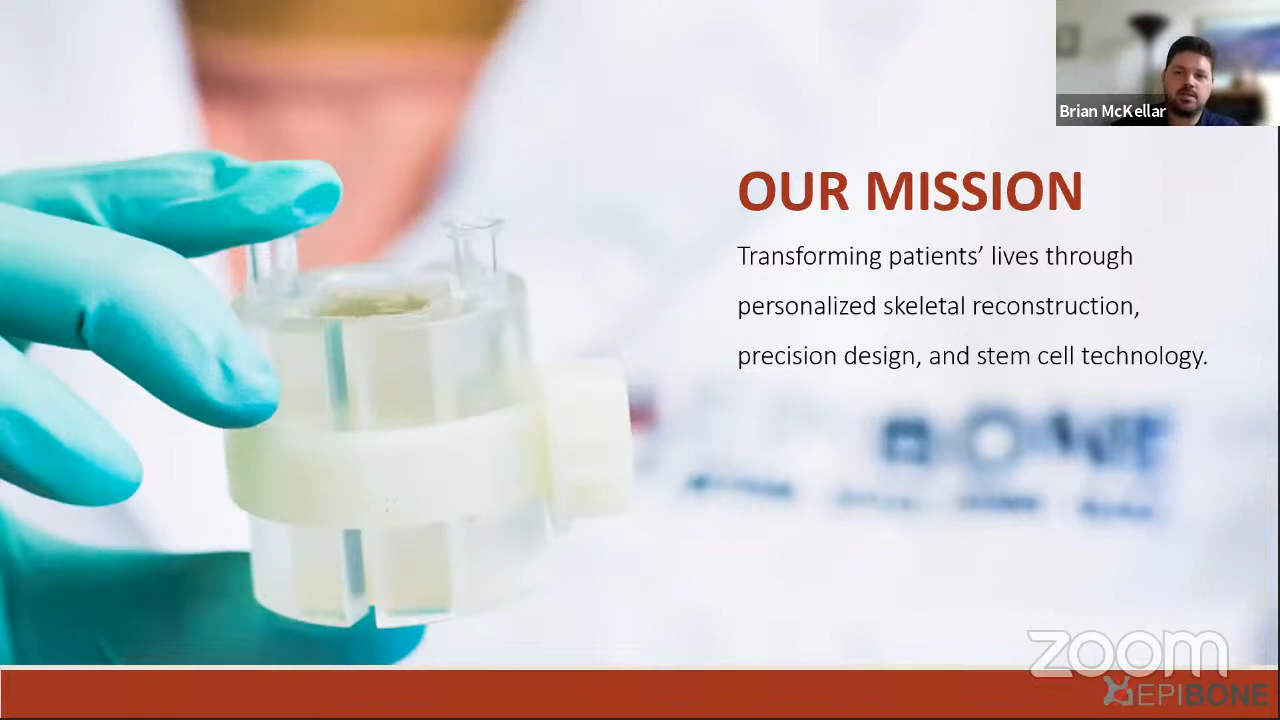 Brian McKellar
OUR MISSION
Transforming patients’ lives through
personalized skeletal reconstruction,
precision design, and stem cell technology.
zoom
EPIBONE